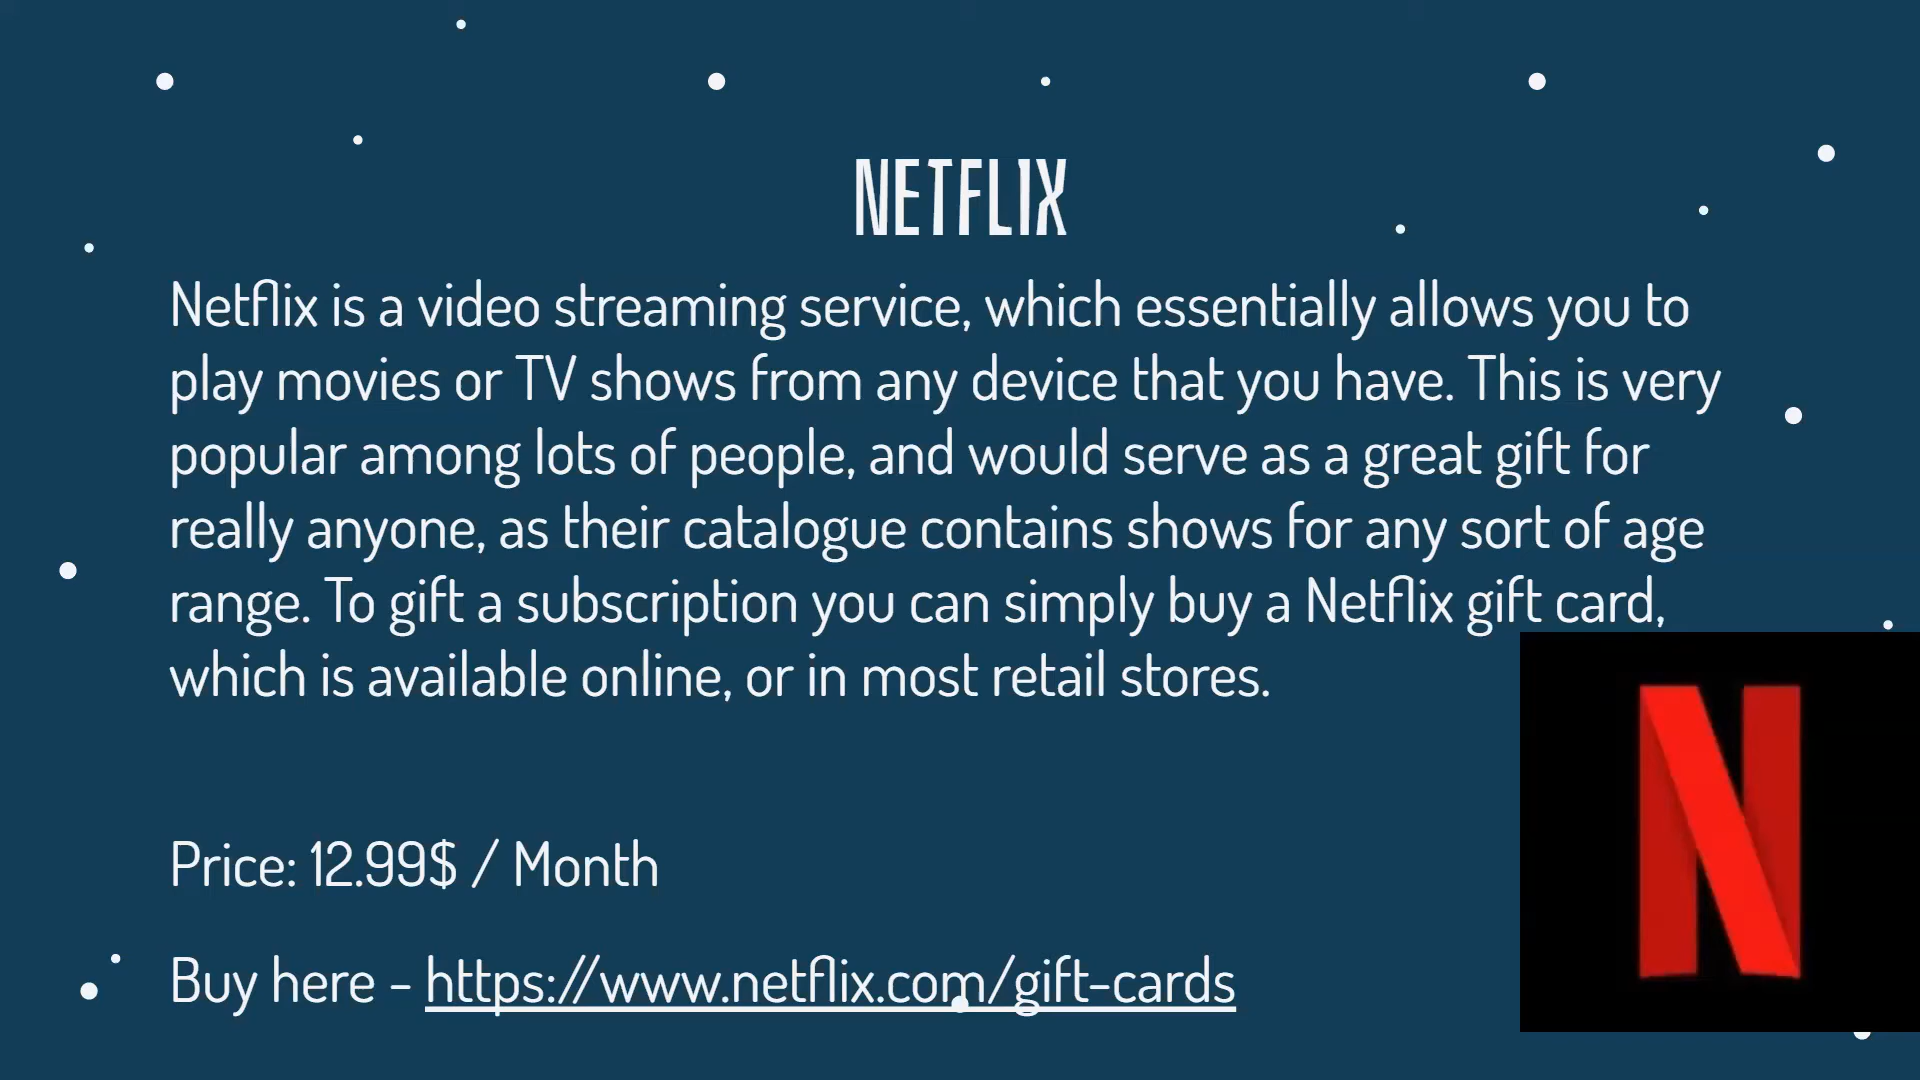 NETFLIX
Netflix is a video streaming service, which essentially allows you to
play movies or TV shows from any device that you have. This is very
popular among lots of people, and would serve as a great gift for
really anyone, as their catalogue contains shows for any sort of age
range. To gift a subscription you can simply buy a Netflix gift card,
which is available online, or in most retail stores.
Price: 12.99$ / Month
Buy here - https://www.netflix.com/gift-cards
N